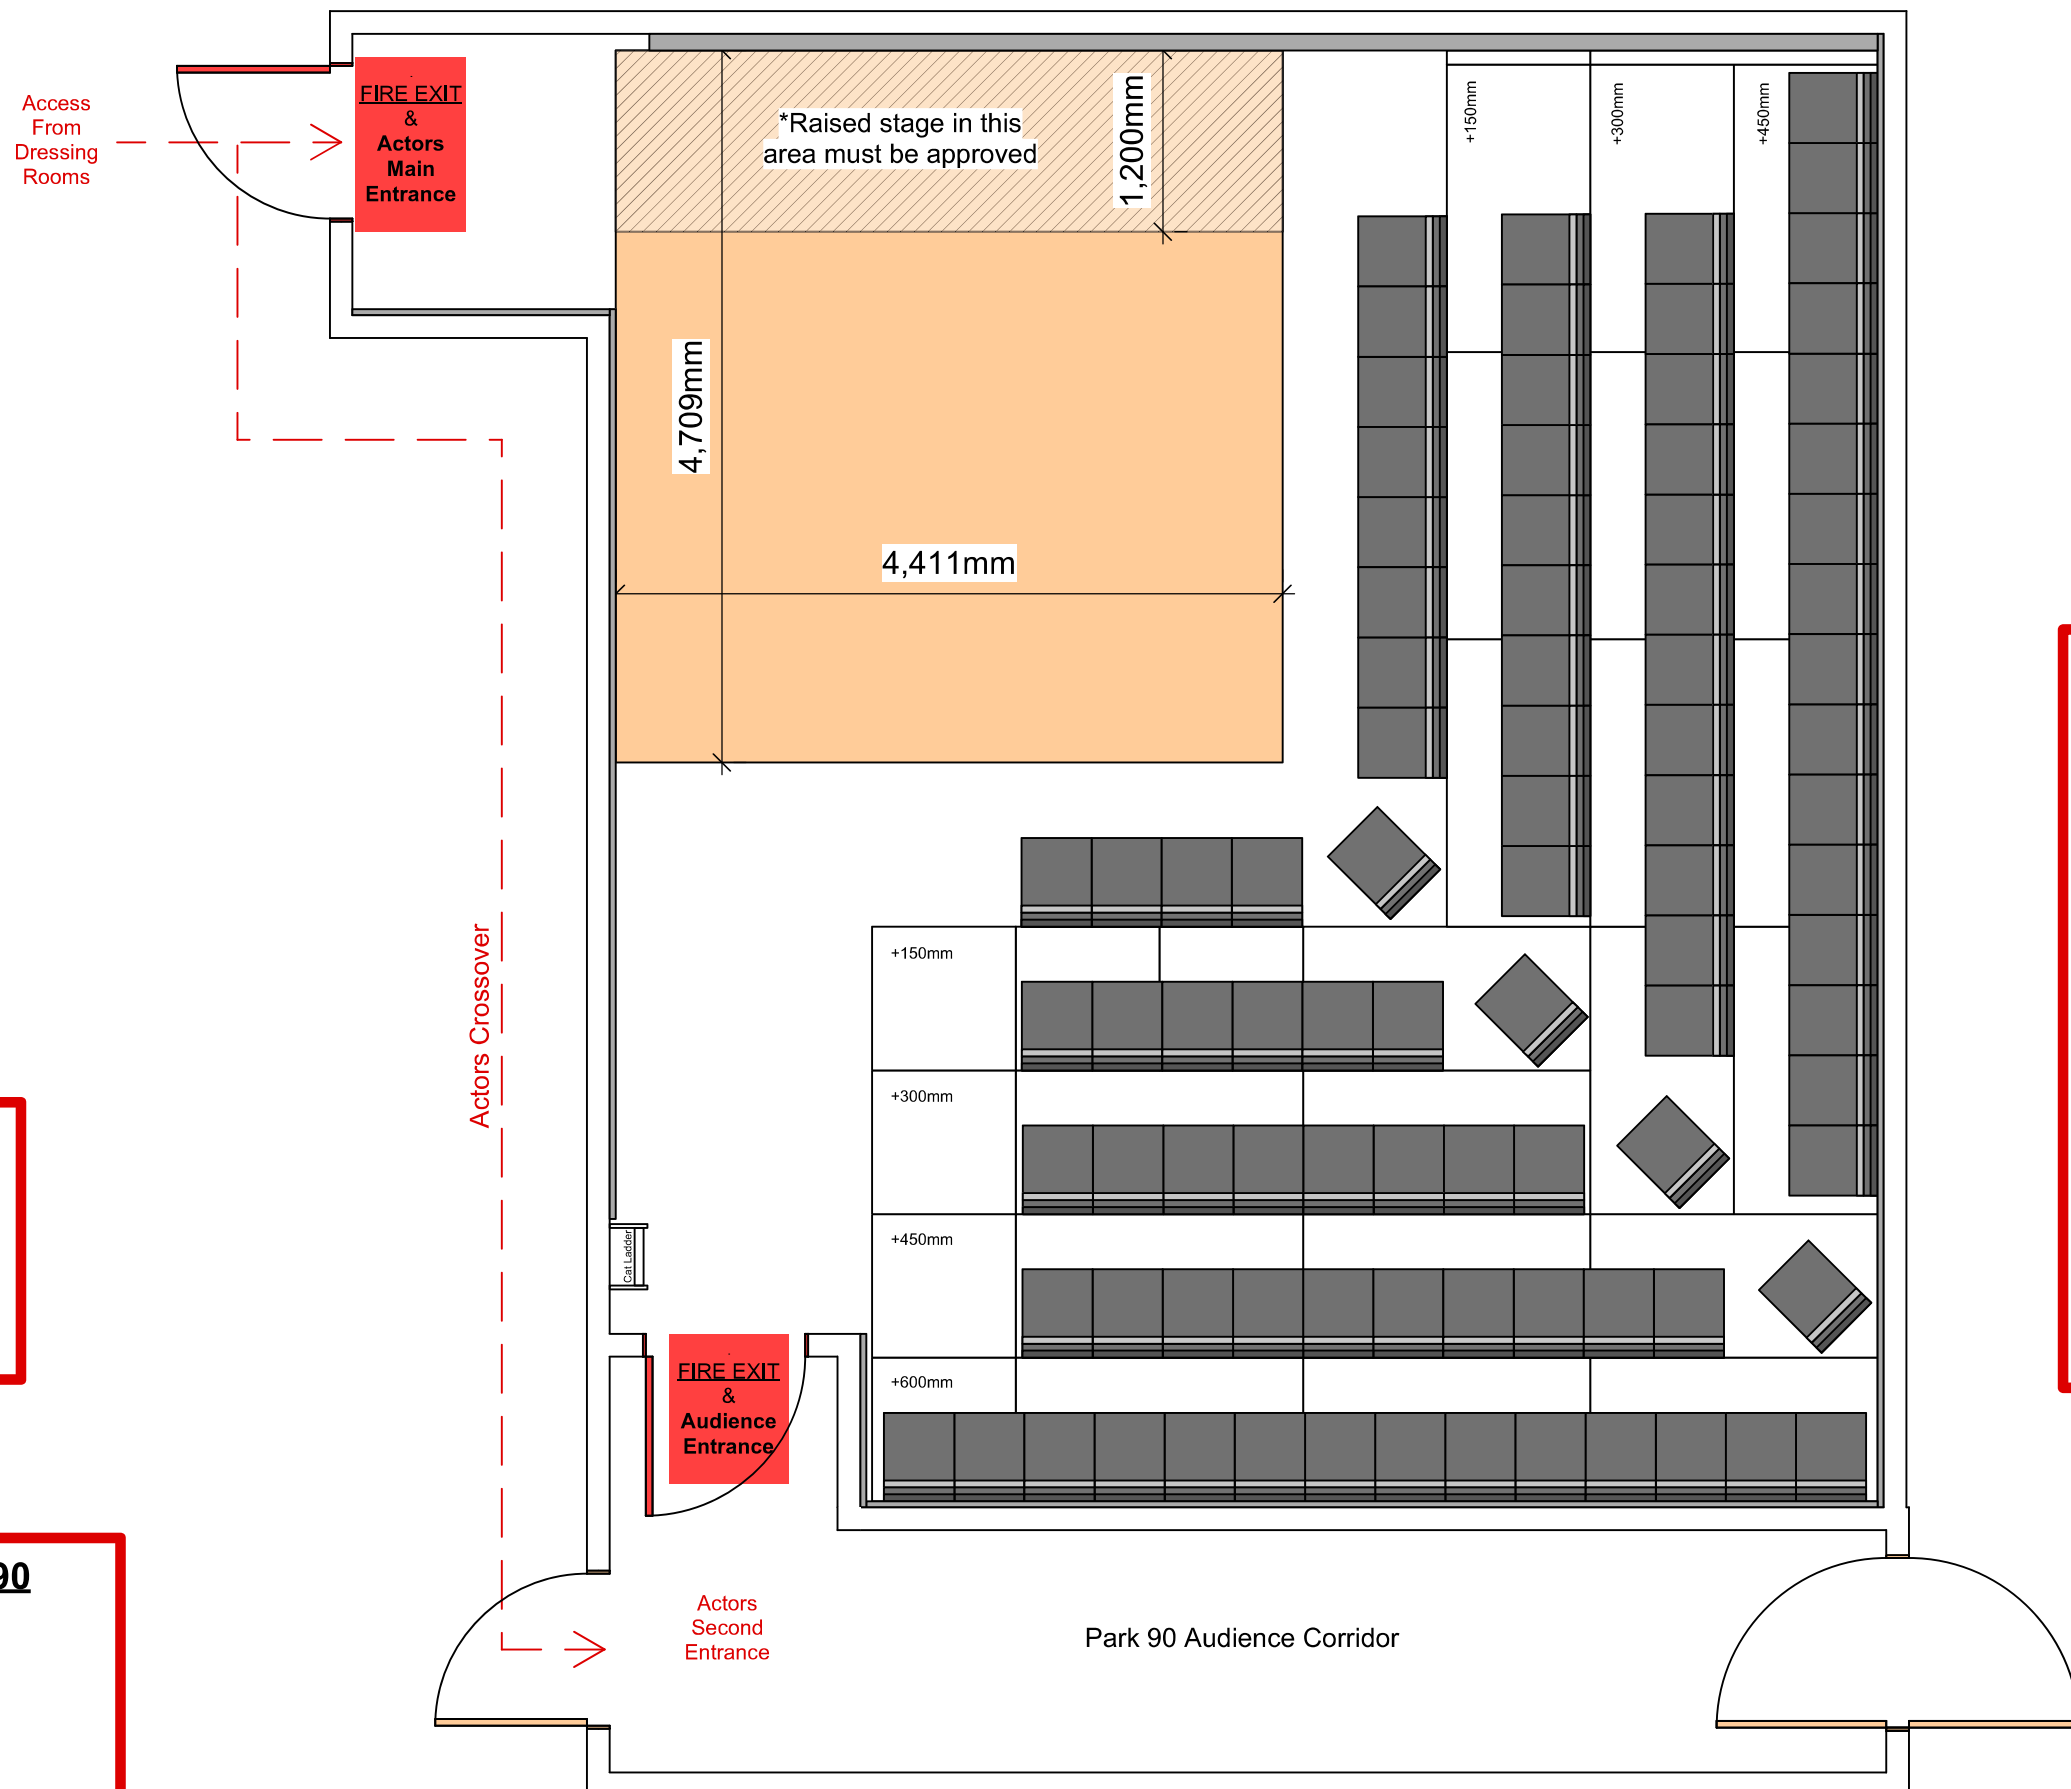 Access
From
Dressing
Rooms
FIRE EXIT
&
Actors
Main
Entrance
*Raised stage in this
area must be approved
1,200mm
+150mm
+300mm
+450mm
4,709mm
4,411mm
Actors Crossover
+150mm
+300mm
+450mm
+600mm
Cat Ladder
FIRE EXIT
&
Audience
Entrance
90
Actors
Second
Entrance
Park 90 Audience Corridor